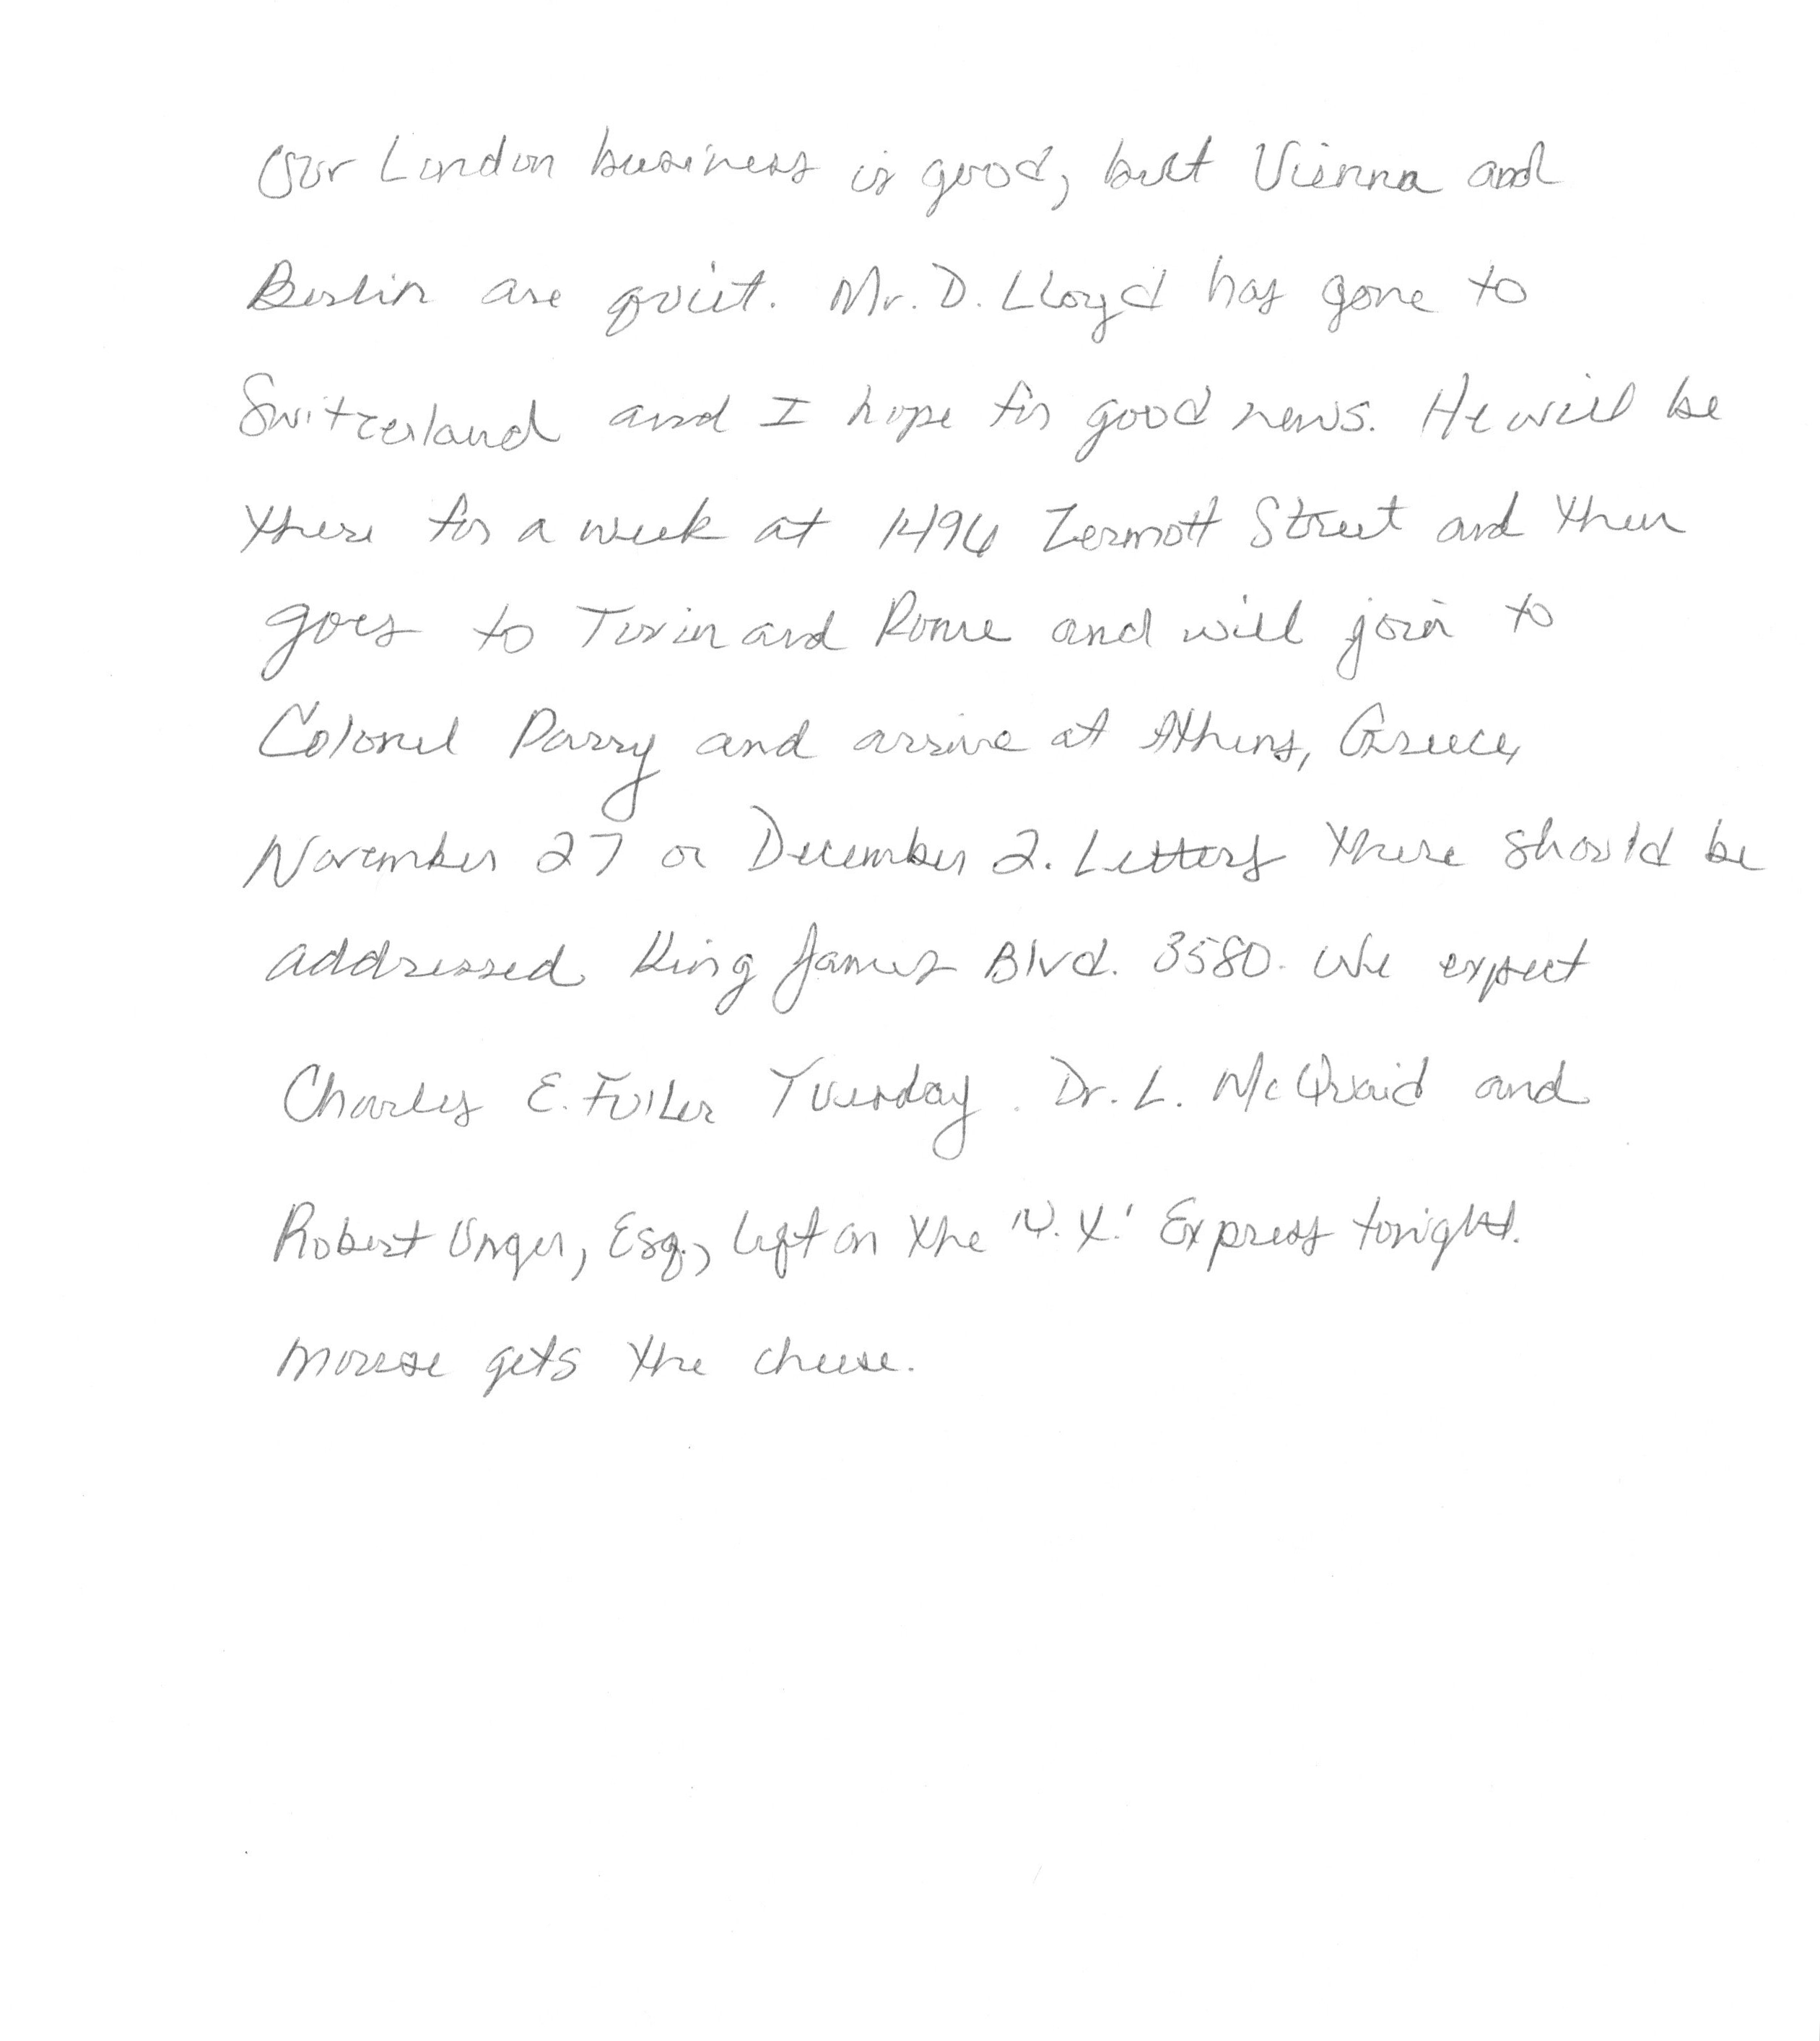 Our London business is good, but Vienna and
Berlin are quiet. Mr. D. Lloyd has gone to
Switzerland and I hope for good news. He will be
there for a week at 1496 Zermott Street and then
goes to Turin and Rome and will join to
Colonel Parry and arrive at Athens, Greece,
November 27 or December 2. Letters there should be
addressed King James Blvd. 3580. We expect
Charles E. Fuller Tuesday. Dr. L. McQuaid and
Robert Unger, Esq., left on the 'N.Y.' Express tonight.
Mouse gets the cheese.